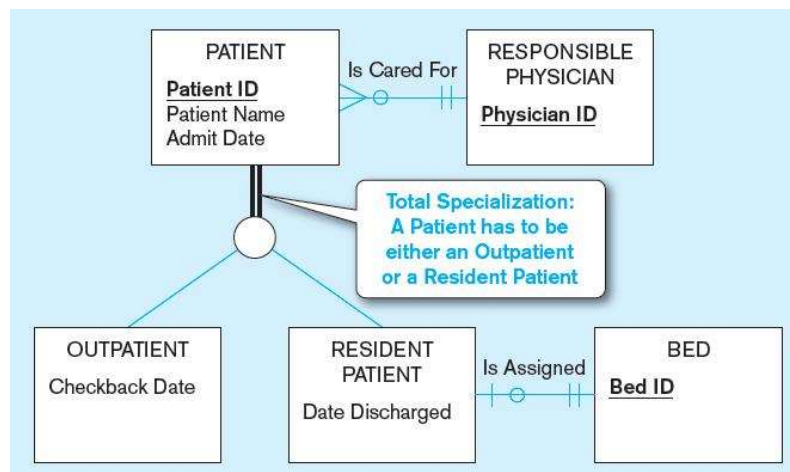 PATIENT
Patient ID
Patient Name
Admit Date
Is Cared For
RESPONSIBLE
PHYSICIAN
Physician ID
Total Specialization:
A Patient has to be
either an Outpatient
or a Resident Patient
OUTPATIENT
Checkback Date
RESIDENT
PATIENT
Date Discharged
Is Assigned
BED
Bed ID